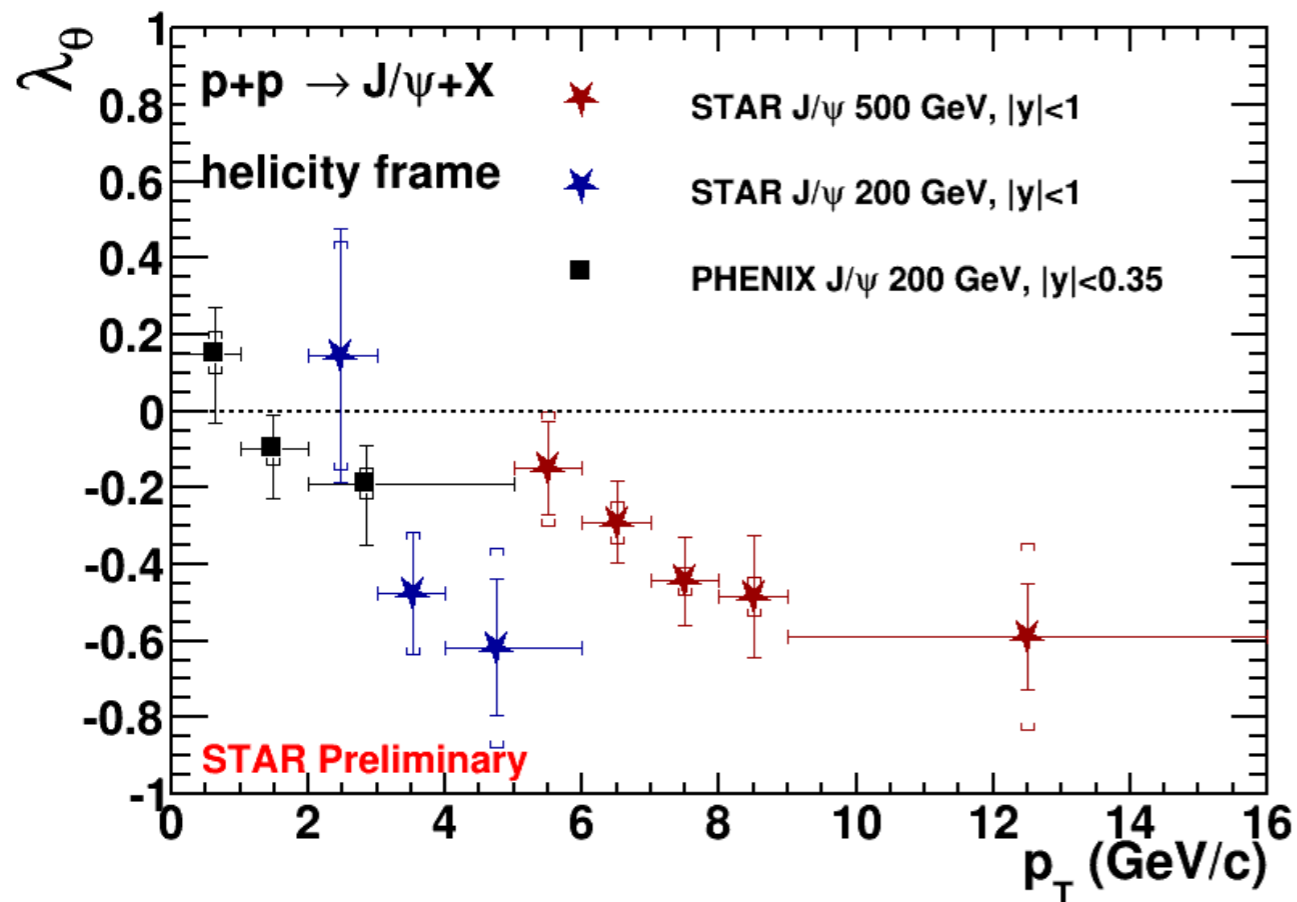 λθ
p+p → J/ψ+X
helicity frame
STAR J/ψ 500 GeV, |y|<1
STAR J/ψ 200 GeV, |y|<1
PHENIX J/ψ 200 GeV, |y|<0.35
1
0.8
0.6
0.4
0.2
0
-0.2
-0.4
-0.6
-0.8
-1
STAR Preliminary
0 2 4 6 8 10 12 14 16
pT (GeV/c)